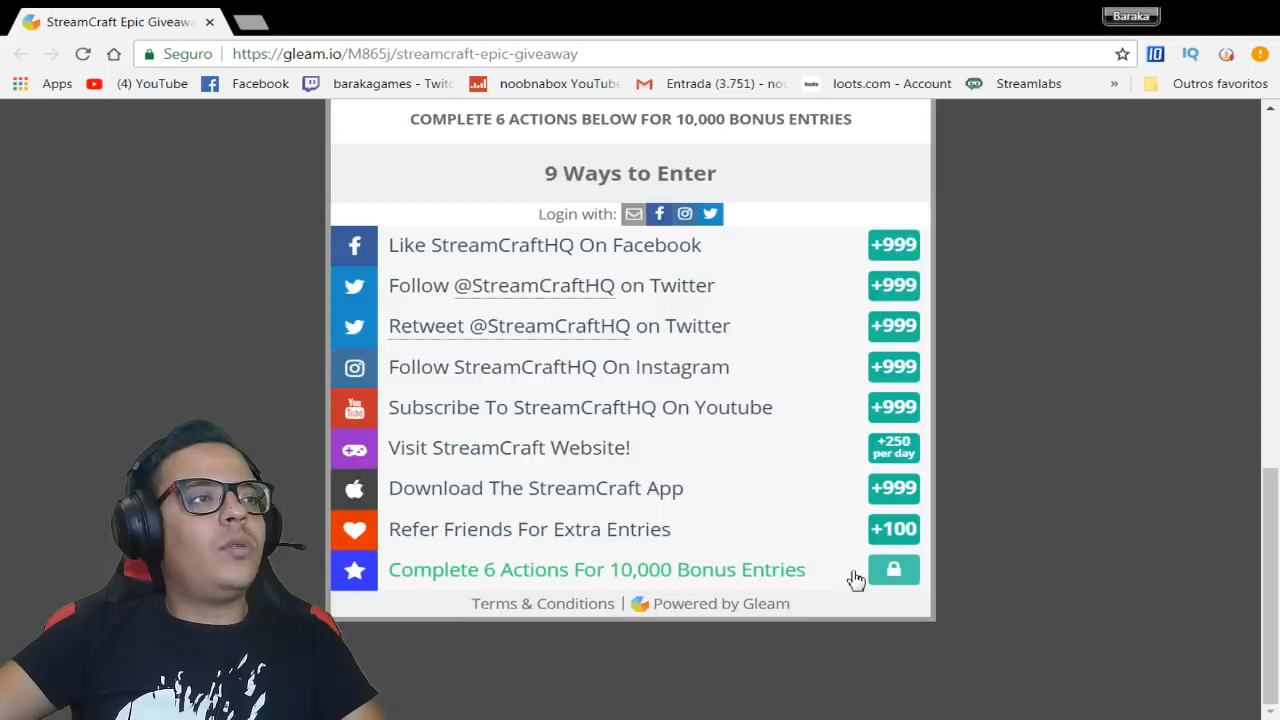 StreamCraft Epic Giveawa
Baraka
Seguro https://gleam.io/M865j/streamcraft-epic-giveaway
Apps (4) YouTube Facebook barakagames - Twitc noobnabox YouTube Entrada (3.751) - noo loots.com - Account Streamlabs » Outros favoritos
COMPLETE 6 ACTIONS BELOW FOR 10,000 BONUS ENTRIES
9 Ways to Enter
Login with:
Like StreamCraftHQ On Facebook +999
Follow @StreamCraftHQ on Twitter +999
Retweet @StreamCraftHQ on Twitter +999
Follow StreamCraftHQ On Instagram +999
You Tube Subscribe To StreamCraftHQ On Youtube +999
Visit StreamCraft Website! +250 per day
Download The StreamCraft App +999
Refer Friends For Extra Entries +100
Complete 6 Actions For 10,000 Bonus Entries
Terms & Conditions | Powered by Gleam